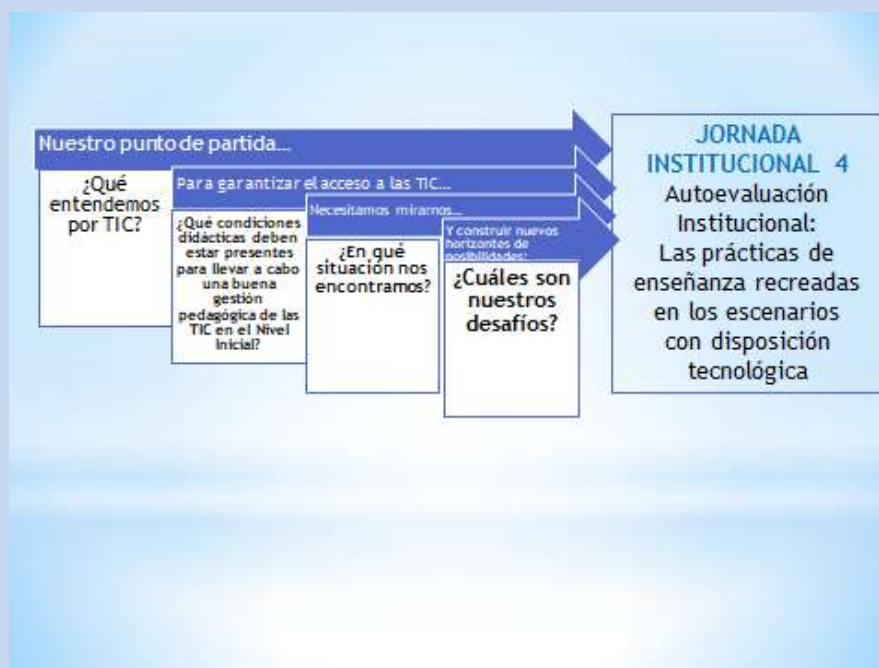 Nuestro punto de partida...
¿Qué
entendemos
por TIC?
Para garantizar el acceso a las TIC...
¿Qué condiciones
didácticas deben
estar presentes
para llevar a cabo
una buena
gestión
pedagógica de las
TIC en el Nivel
Inicial?
Necesitamos mirarnos...
¿En qué
situación nos
encontramos?
Y construir nuevos
horizontes de
posibilidades:
¿Cuáles son
nuestros
desafíos?
JORNADA
INSTITUCIONAL 4
Autoevaluación
Institucional:
Las prácticas de
enseñanza recreadas
en los escenarios
con disposición
tecnológica